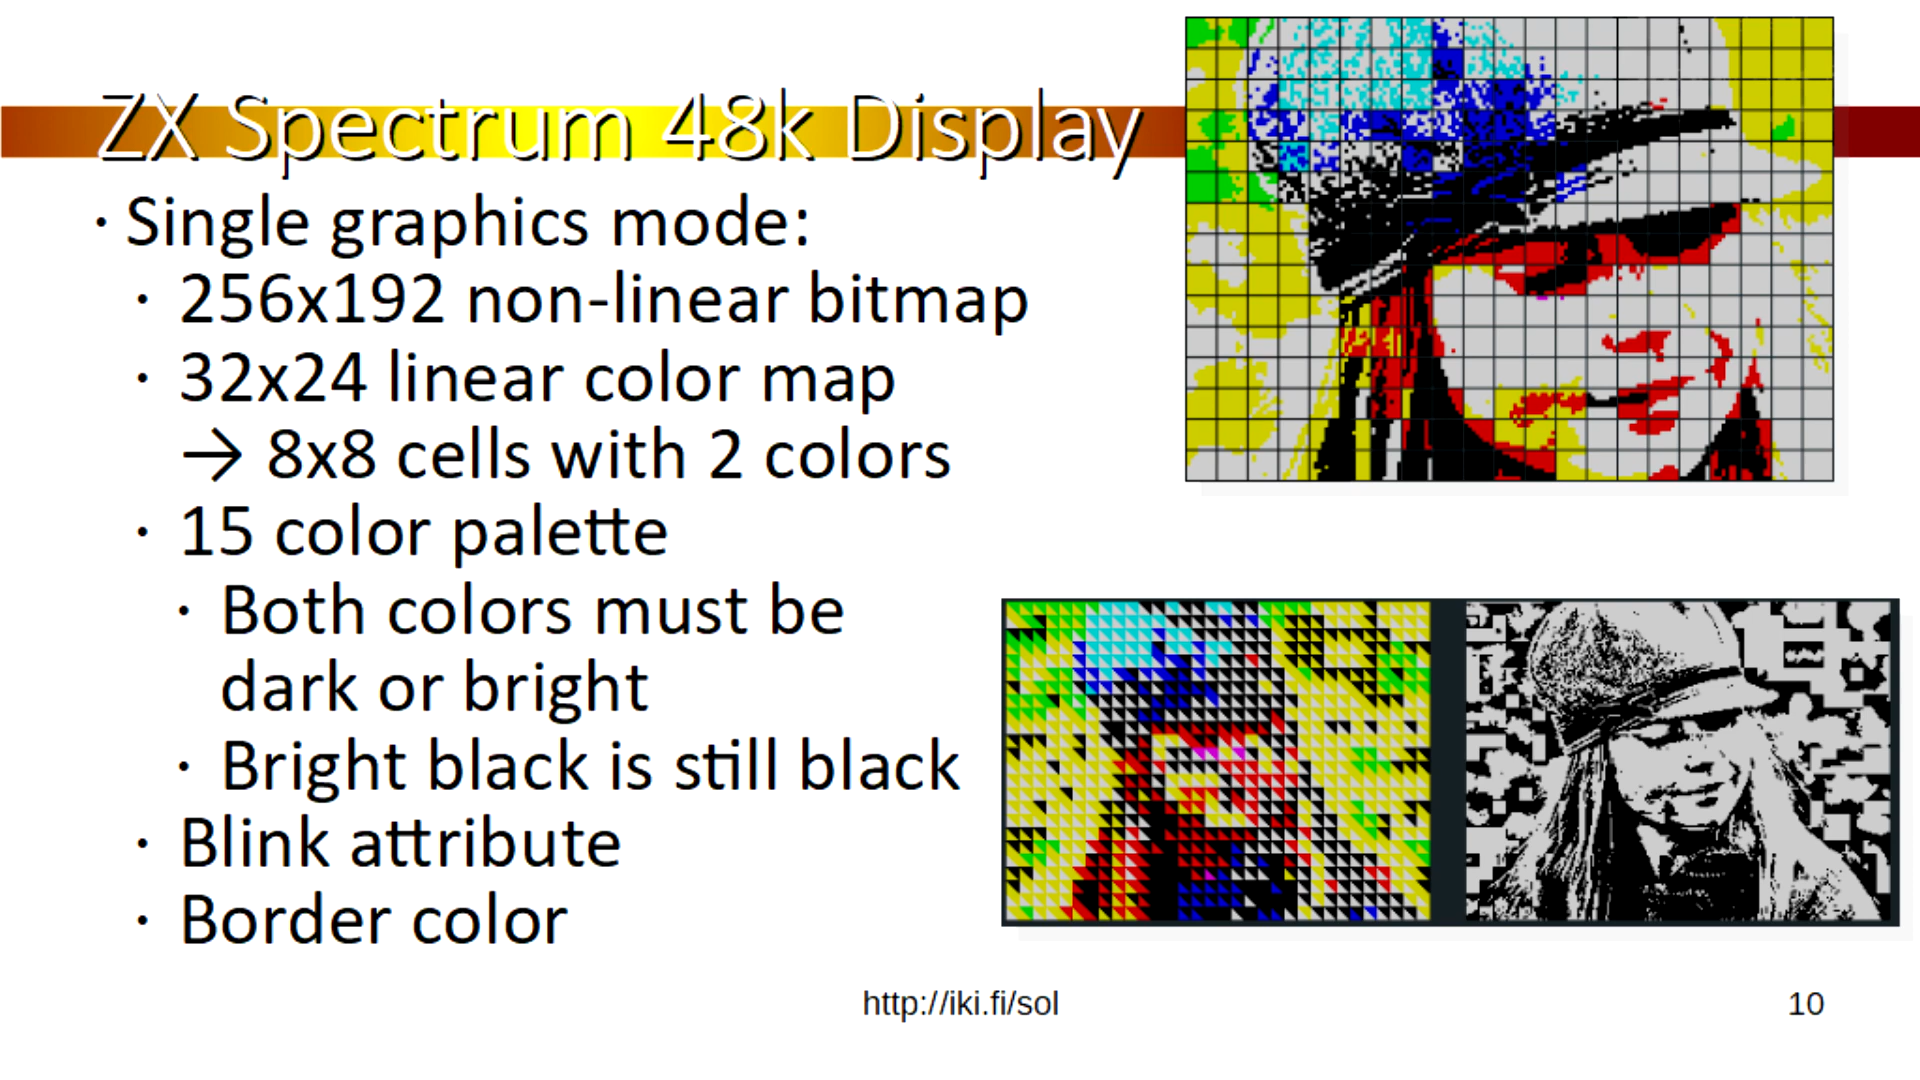 ZX Spectrum 48k Display
· Single graphics mode:
· 256x192 non-linear bitmap
· 32x24 linear color map
→ 8x8 cells with 2 colors
· 15 color palette
· Both colors must be
dark or bright
· Bright black is still black
· Blink attribute
· Border color
http://iki.fi/sol
10